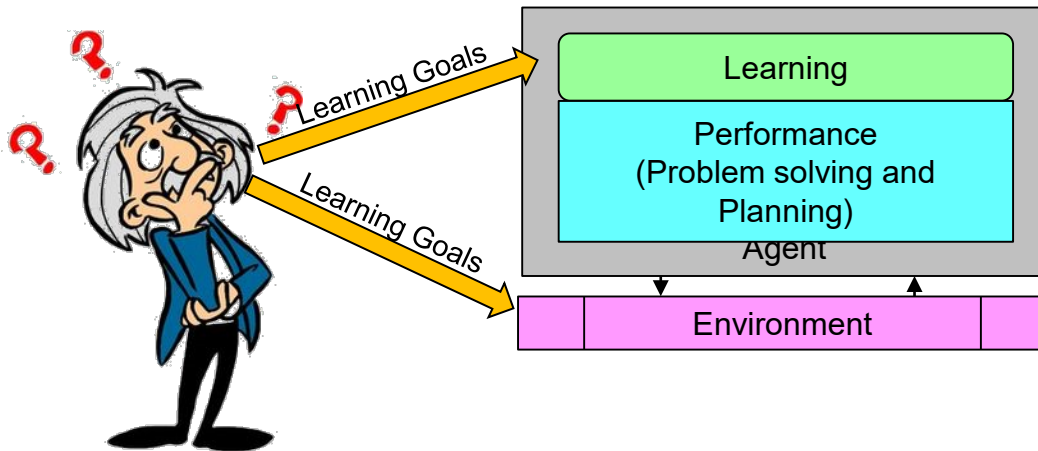 Learning Goals
Learning
Performance
(Problem solving and
Planning)
Agent
Learning Goals
Environment